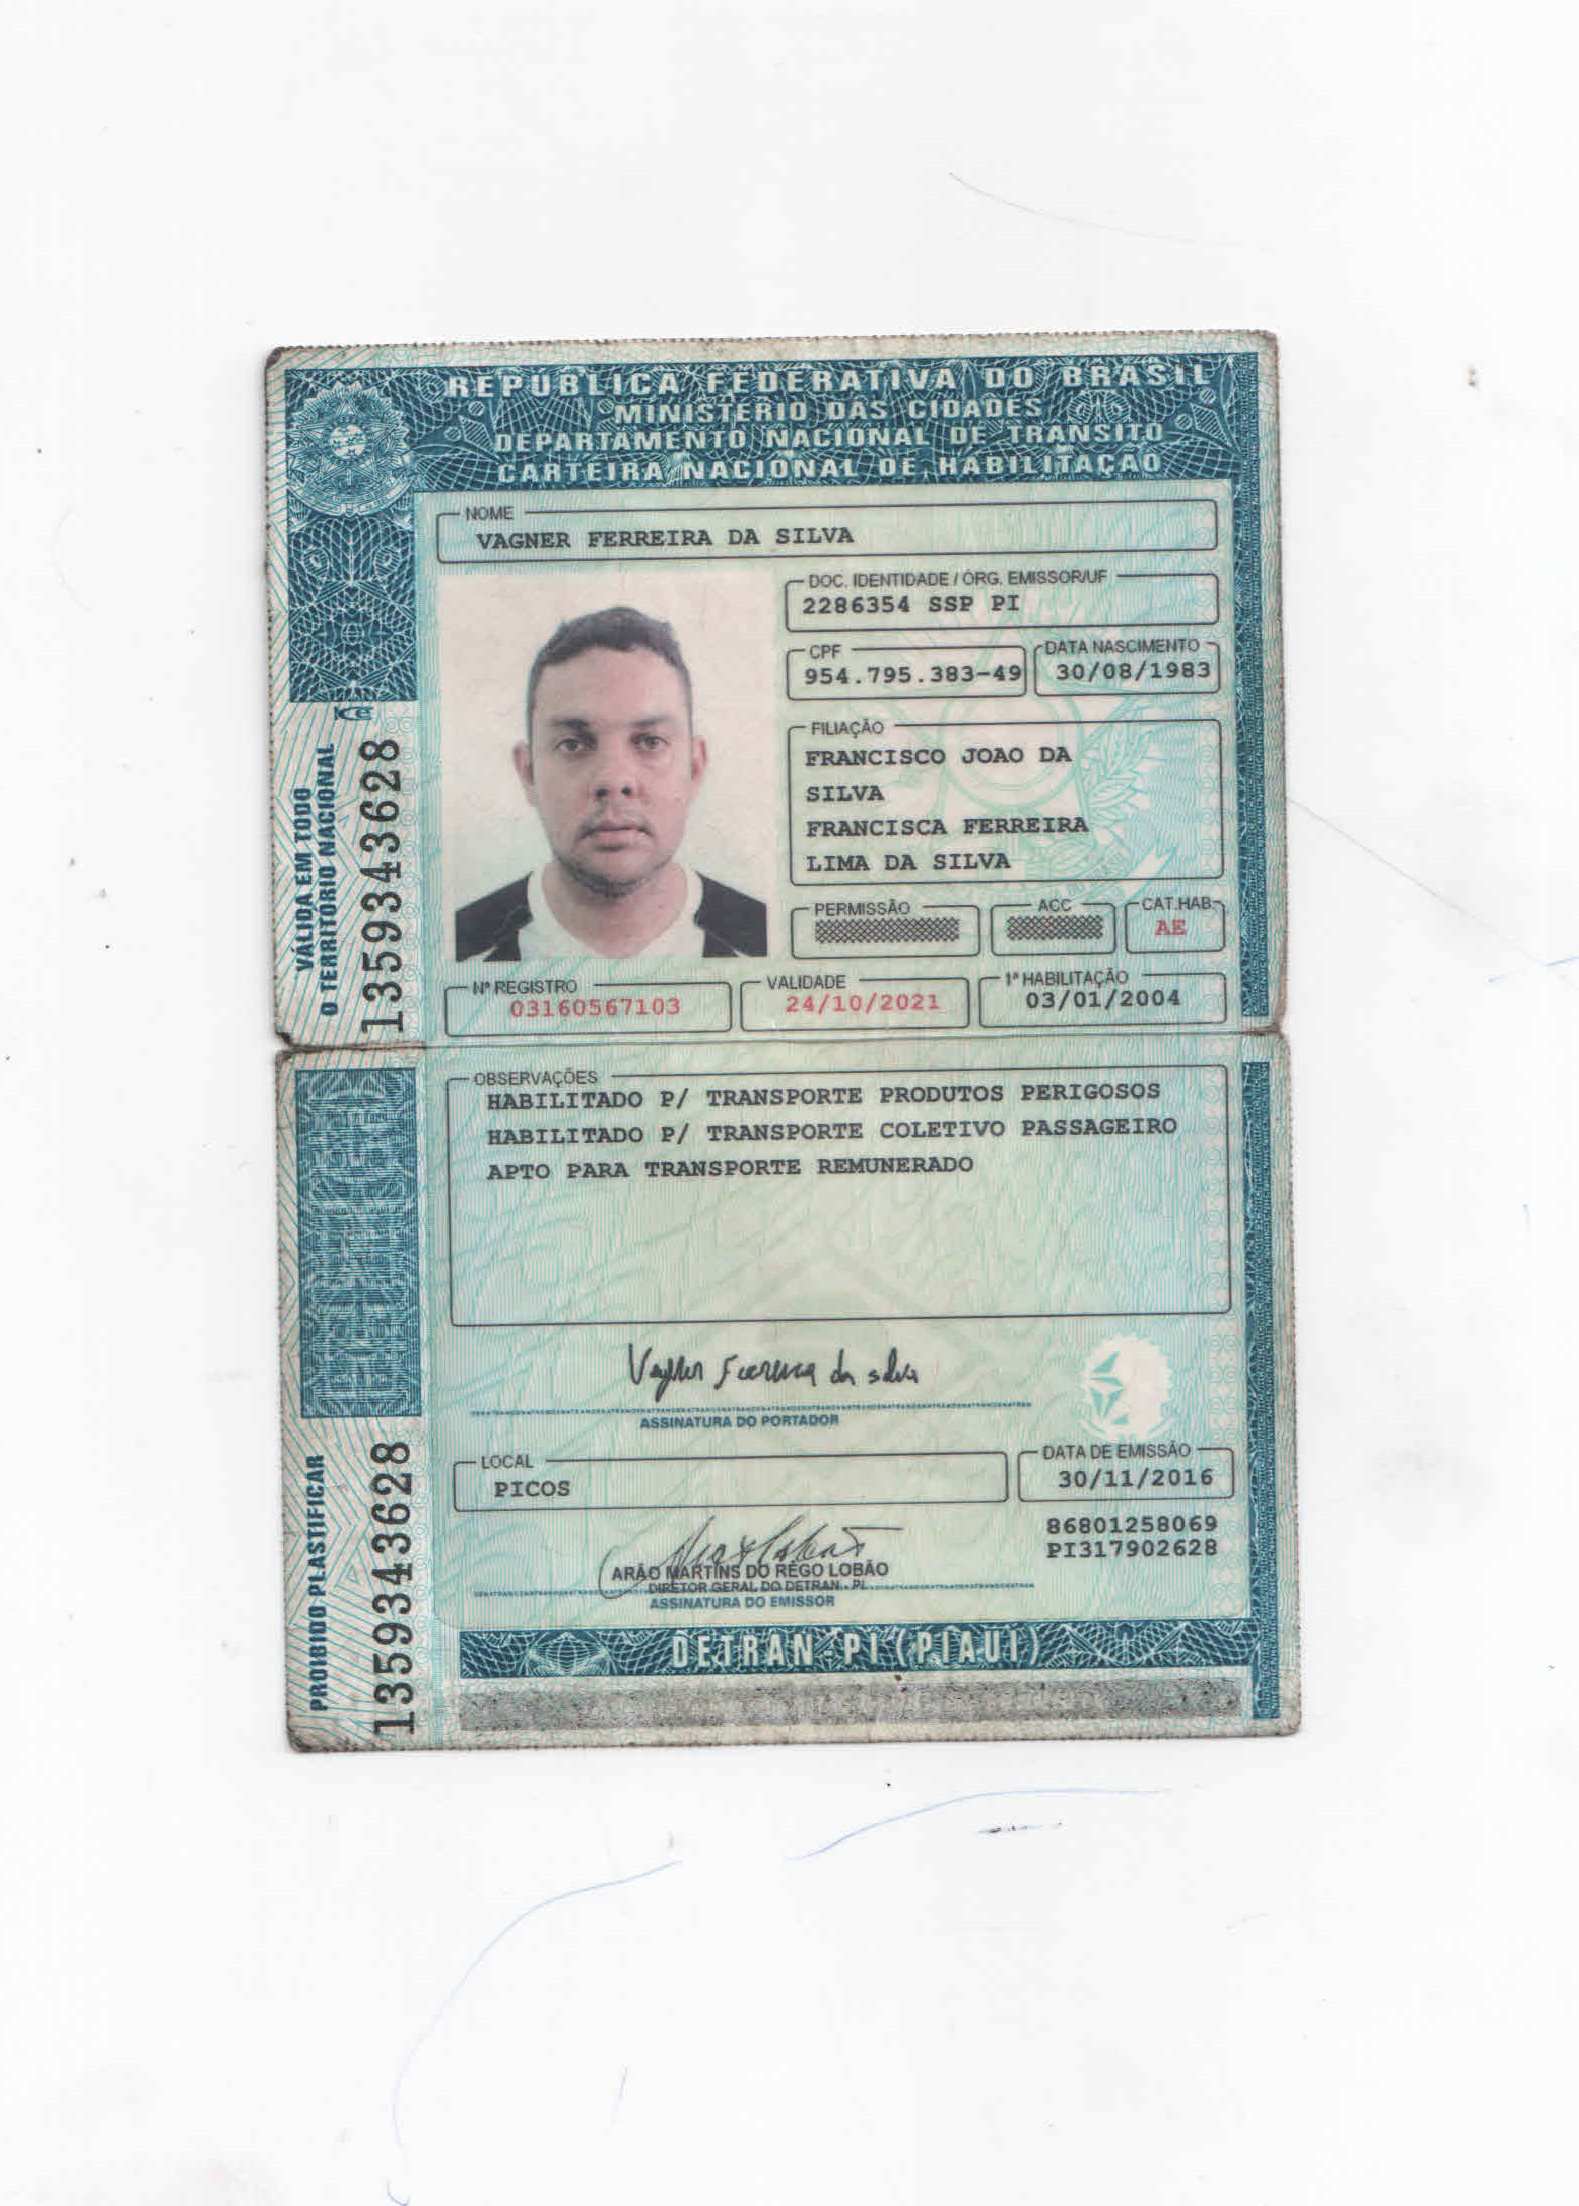 REPÚBLICA FEDERATIVA DO BRASIL
MINISTÉRIO DAS CIDADES
DEPARTAMENTO NACIONAL DE TRÂNSITO
CARTEIRA NACIONAL DE HABILITAÇÃO
NOME
VAGNER FERREIRA DA SILVA
DOC. IDENTIDADE / ÓRG. EMISSOR/UF
2286354 SSP PI
CPF
954.795.383-49
DATA NASCIMENTO
30/08/1983
FILIAÇÃO
FRANCISCO JOAO DA
SILVA
FRANCISCA FERREIRA
LIMA DA SILVA
PERMISSÃO
ACC
CAT.HAB.
AE
Nº REGISTRO
03160567103
VALIDADE
24/10/2021
1ª HABILITAÇÃO
03/01/2004
VÁLIDA EM TODO
O TERRITÓRIO NACIONAL
1359343628
OBSERVAÇÕES
HABILITADO P/ TRANSPORTE PRODUTOS PERIGOSOS
HABILITADO P/ TRANSPORTE COLETIVO PASSAGEIRO
APTO PARA TRANSPORTE REMUNERADO
Vagner Ferreira da Silva
ASSINATURA DO PORTADOR
LOCAL
PICOS
DATA DE EMISSÃO
30/11/2016
86801258069
PI317902628
ARÃO MARTINS DO RÊGO LOBÃO
DIRETOR GERAL DO DETRAN - PI
ASSINATURA DO EMISSOR
PROIBIDO PLASTIFICAR
1359343628
DETRAN-PI (PIAUI)